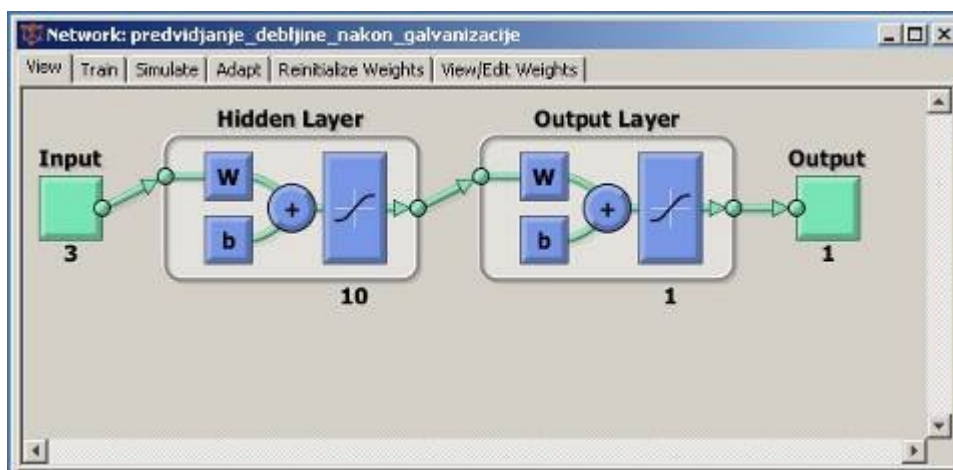 Network: predvidjanje_debljine_nakon_galvanizacije
View Train Simulate Adapt Reinitialize Weights View/Edit Weights
Hidden Layer Output Layer
Input Output
W W
+ +
b b
3 1
10 1